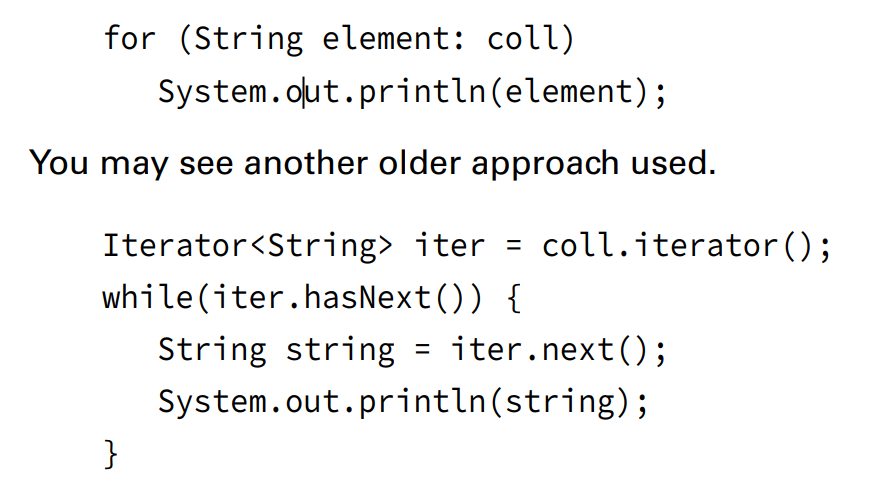 for (String element: coll)
System.out.println(element);
You may see another older approach used.
Iterator<String> iter = coll.iterator();
while(iter.hasNext()) {
String string = iter.next();
System.out.println(string);
}